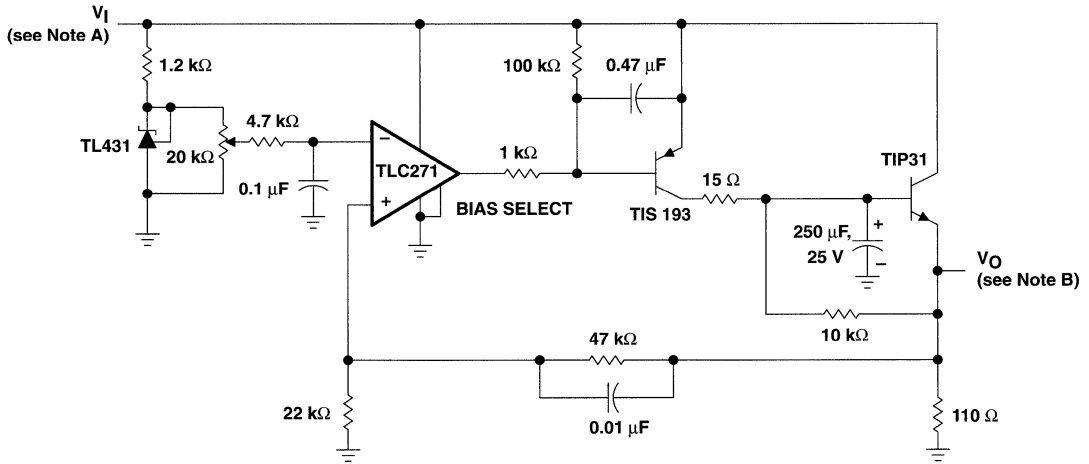 VI
(see Note A)
1.2 kΩ
TL431
20 kΩ
4.7 kΩ
0.1 μF
−
TLC271
+
BIAS SELECT
1 kΩ
100 kΩ
0.47 μF
TIS 193
15 Ω
TIP31
250 μF,
25 V
+
−
VO
(see Note B)
10 kΩ
47 kΩ
0.01 μF
22 kΩ
110 Ω